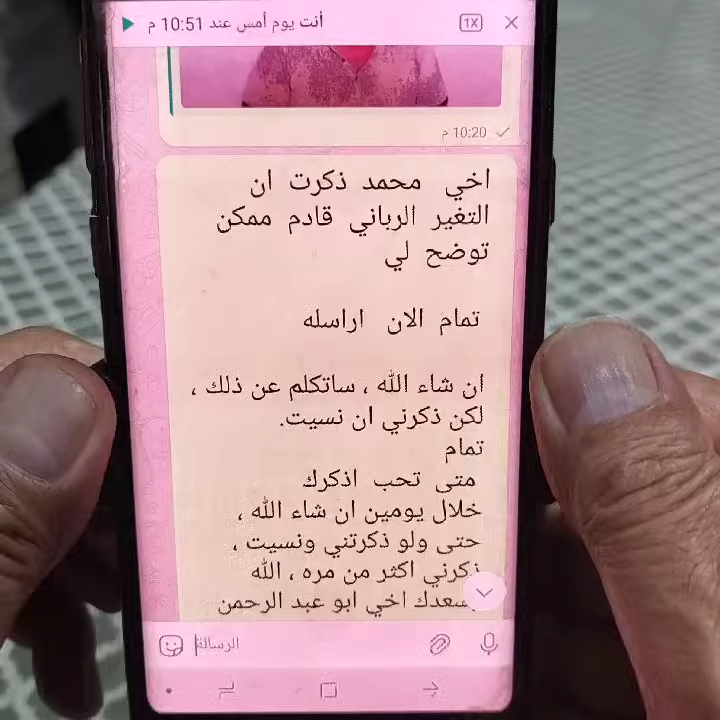 أنت يوم أمس عند 10:51 م
1X
10:20 م
اخي محمد ذكرت ان
التغير الرباني قادم ممكن
توضح لي
تمام الان اراسله
ان شاء الله ، ساتكلم عن ذلك ،
لكن ذكرني ان نسيت.
تمام
متى تحب اذكرك
خلال يومين ان شاء الله ،
حتى ولو ذكرتني ونسيت ،
ذكرني اكثر من مره ، الله
يسعدك اخي ابو عبد الرحمن
الرسالة